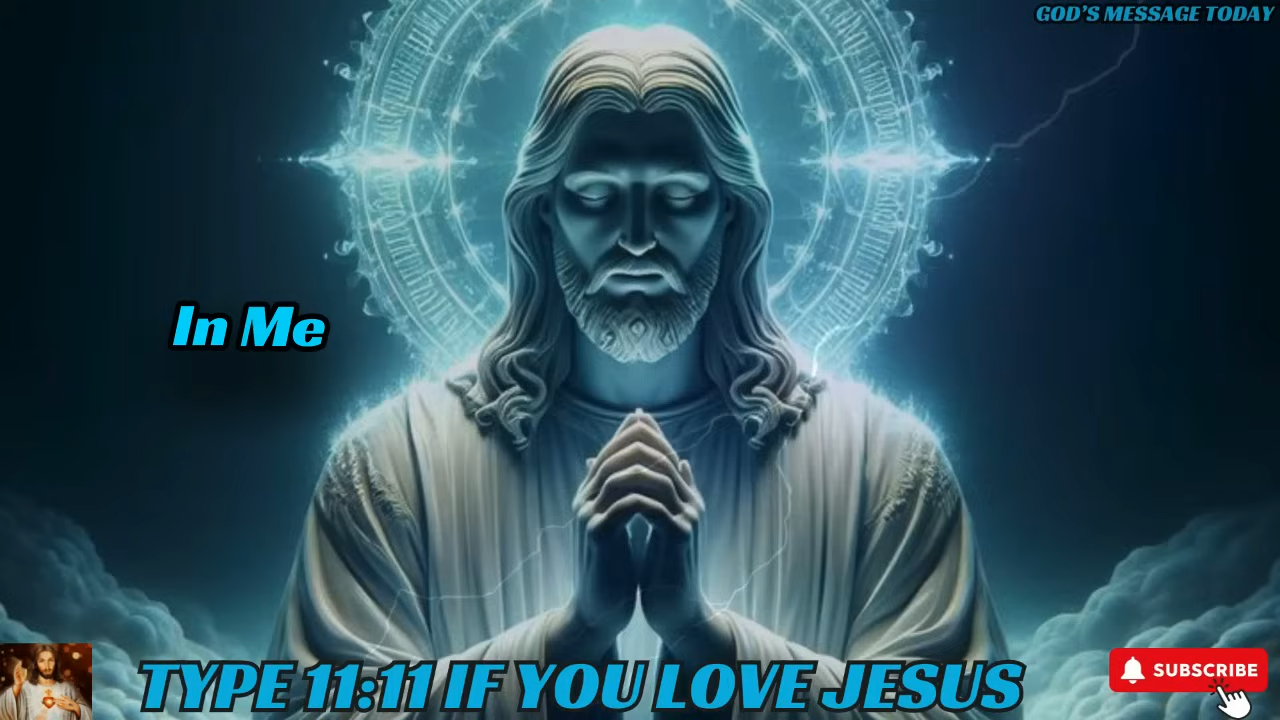 GOD'S MESSAGE TODAY
In Me
TYPE 11:11 IF YOU LOVE JESUS
SUBSCRIBE